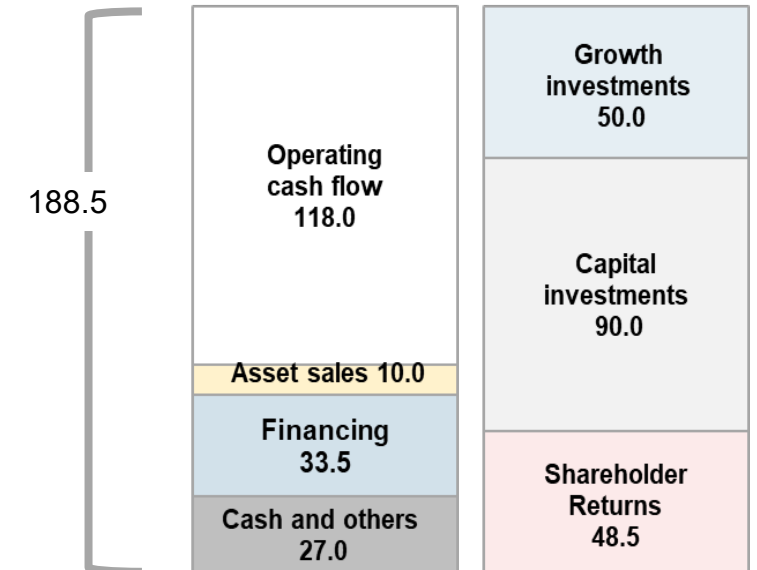 188.5
Operating
cash flow
118.0
Asset sales 10.0
Financing
33.5
Cash and others
27.0
Growth
investments
50.0
Capital
investments
90.0
Shareholder
Returns
48.5